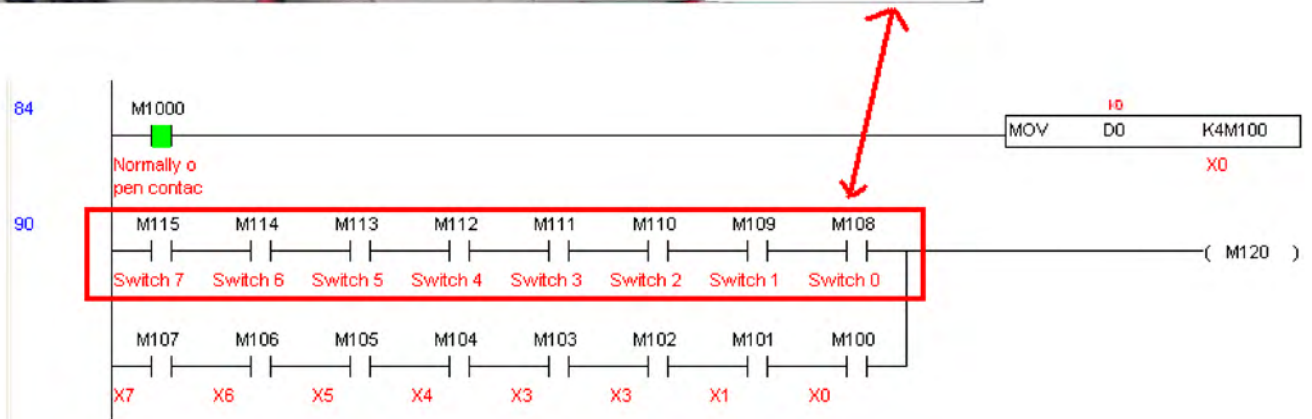 84
M1000
Normally o
pen contac
MOV D0 K4M100
X0
90
M115 M114 M113 M112 M111 M110 M109 M108
( M120 )
Switch 7 Switch 6 Switch 5 Switch 4 Switch 3 Switch 2 Switch 1 Switch 0
M107 M106 M105 M104 M103 M102 M101 M100
X7 X6 X5 X4 X3 X3 X1 X0